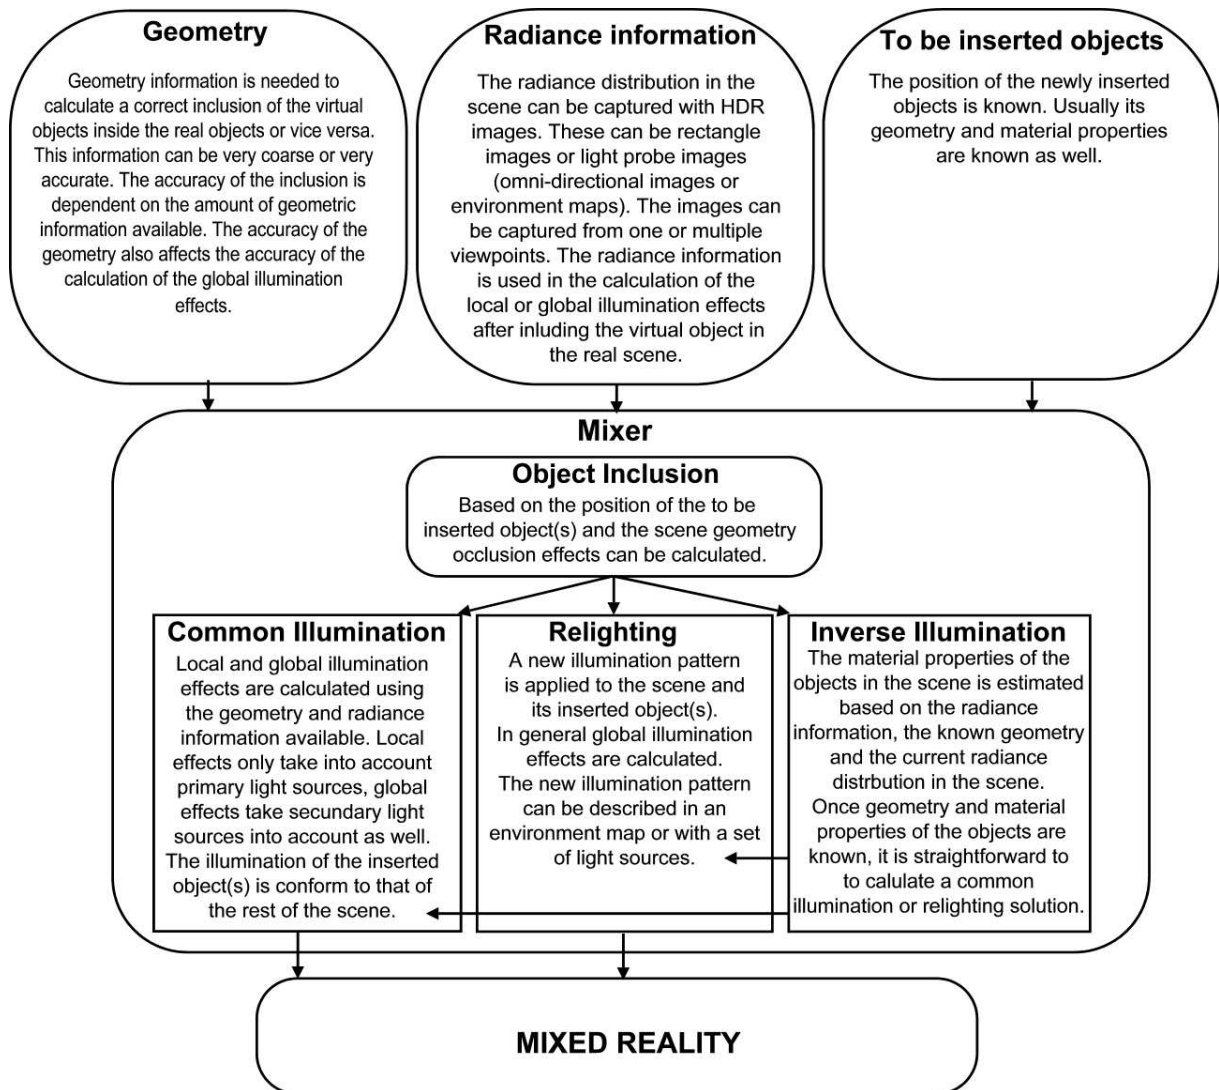 Geometry
Geometry information is needed to
calculate a correct inclusion of the virtual
objects inside the real objects or vice versa.
This information can be very coarse or very
accurate. The accuracy of the inclusion is
dependent on the amount of geometric
information available. The accuracy of the
geometry also affects the accuracy of the
calculation of the global illumination
effects.
Radiance information
The radiance distribution in the
scene can be captured with HDR
images. These can be rectangle
images or light probe images
(omni-directional images or
environment maps). The images can
be captured from one or multiple
viewpoints. The radiance information
is used in the calculation of the
local or global illumination effects
after inluding the virtual object in
the real scene.
To be inserted objects
The position of the newly inserted
objects is known. Usually its
geometry and material properties
are known as well.
Mixer
Object Inclusion
Based on the position of the to be
inserted object(s) and the scene geometry
occlusion effects can be calculated.
Common Illumination
Local and global illumination
effects are calculated using
the geometry and radiance
information available. Local
effects only take into account
primary light sources, global
effects take secundary light
sources into account as well.
The illumination of the inserted
object(s) is conform to that of
the rest of the scene.
Relighting
A new illumination pattern
is applied to the scene and
its inserted object(s).
In general global illumination
effects are calculated.
The new illumination pattern
can be described in an
environment map or with a set
of light sources.
Inverse Illumination
The material properties of the
objects in the scene is estimated
based on the radiance
information, the known geometry
and the current radiance
distrbution in the scene.
Once geometry and material
properties of the objects are
known, it is straightforward to
to calulate a common
illumination or relighting solution.
MIXED REALITY